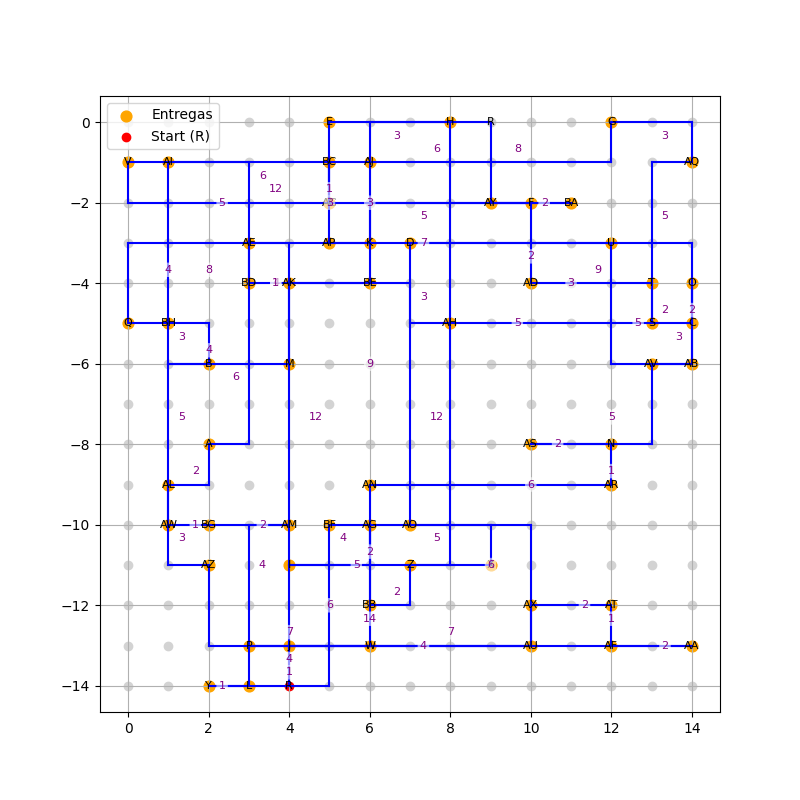 Entregas
Start (R)
0
−2
−4
−6
−8
−10
−12
−14
0 2 4 6 8 10 12 14
H R
3 6 8 3
V
AQ
6 12 1
5 3 3 AY F 2 BA
5 5
AE AP K D 7 U
2
4 8 BD 1 AK BE 3 AD 3 9 T O
2 2
Q BH AH 5 5 S
3 4 3
B M 9 AV AB
6
5 12 12 5
A AS 2 N
2 1
AL AN 6 AR
AW 1 BG 2 AM BF AG AO
3 4 2 5
AZ 4 5 Z 6
2
6 BB AX 2 AT
14 1
7 7
W 4 AU AF 2 AA
4
1
Y 1 L